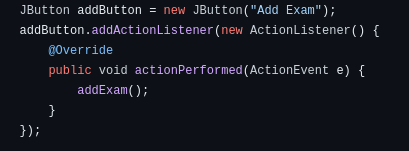 JButton addButton = new JButton("Add Exam");
addButton.addActionListener(new ActionListener() {
    @Override
    public void actionPerformed(ActionEvent e) {
        addExam();
    }
});